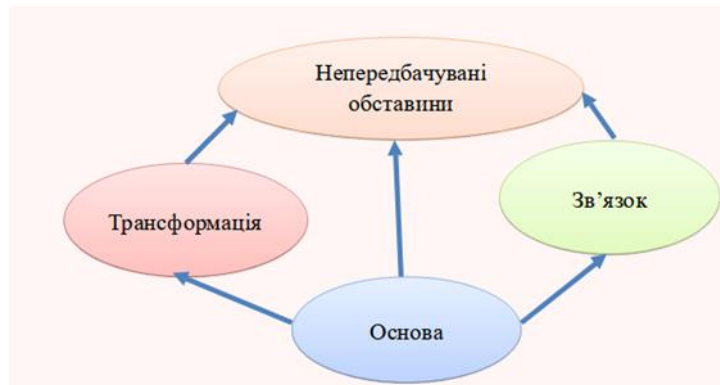 Непередбачувані
обставини
Трансформація
Зв’язок
Основа